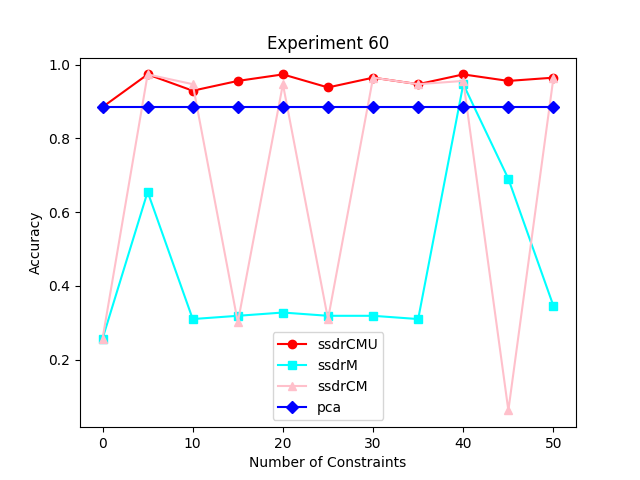 Experiment 60
1.0
0.8
0.6
0.4
0.2
Accuracy
ssdrCMU
ssdrM
ssdrCM
pca
0 10 20 30 40 50
Number of Constraints